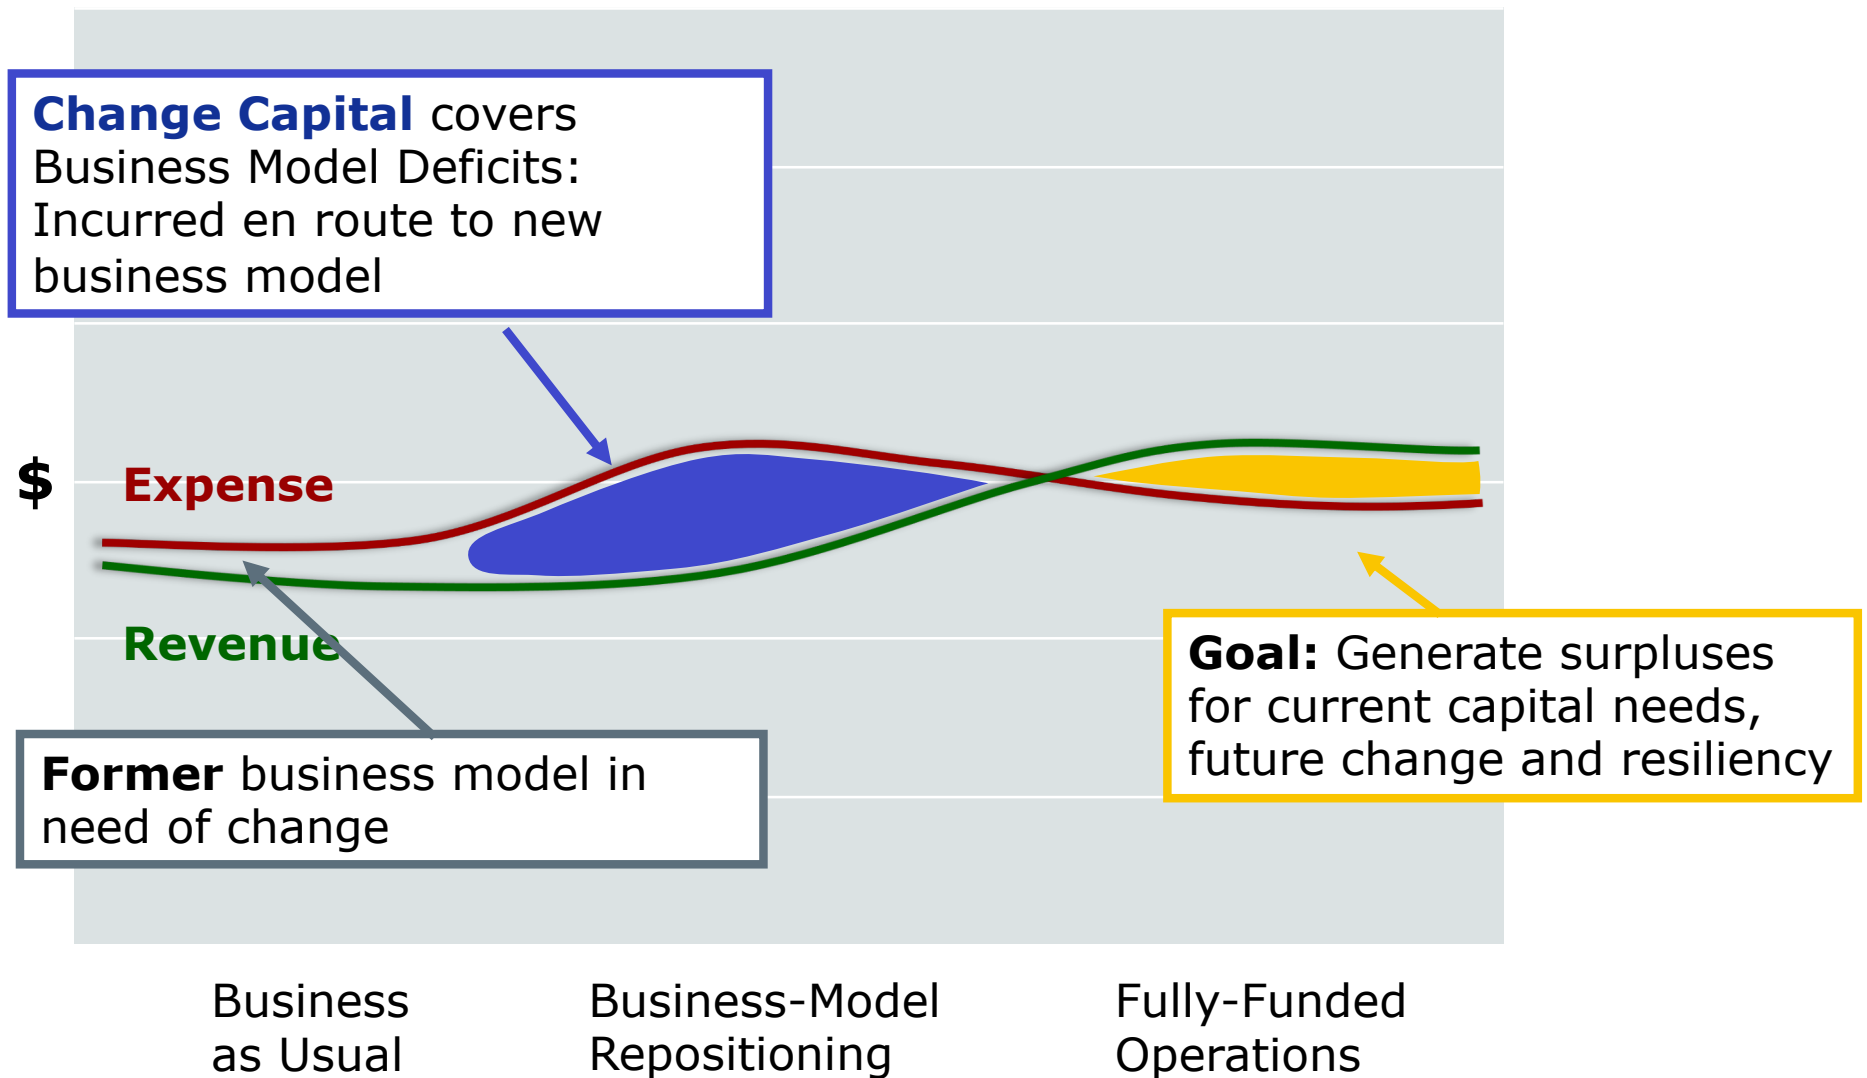 Change Capital covers
Business Model Deficits:
Incurred en route to new
business model
$
Expense
Revenue
Former business model in
need of change
Goal: Generate surpluses
for current capital needs,
future change and resiliency
Business
as Usual
Business-Model
Repositioning
Fully-Funded
Operations